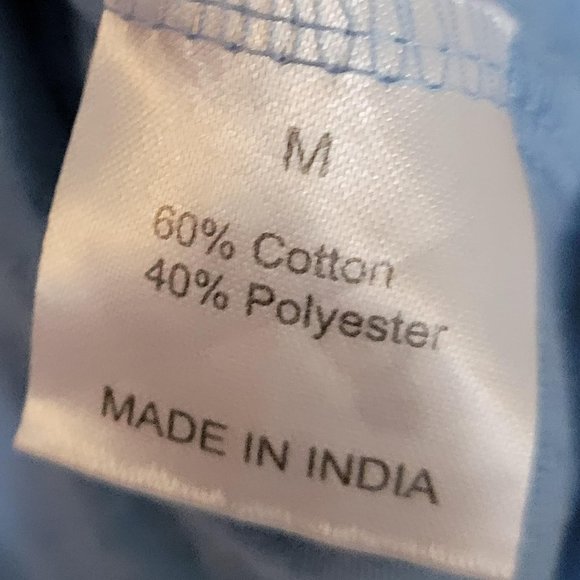 M
60% Cotton
40% Polyester
MADE IN INDIA